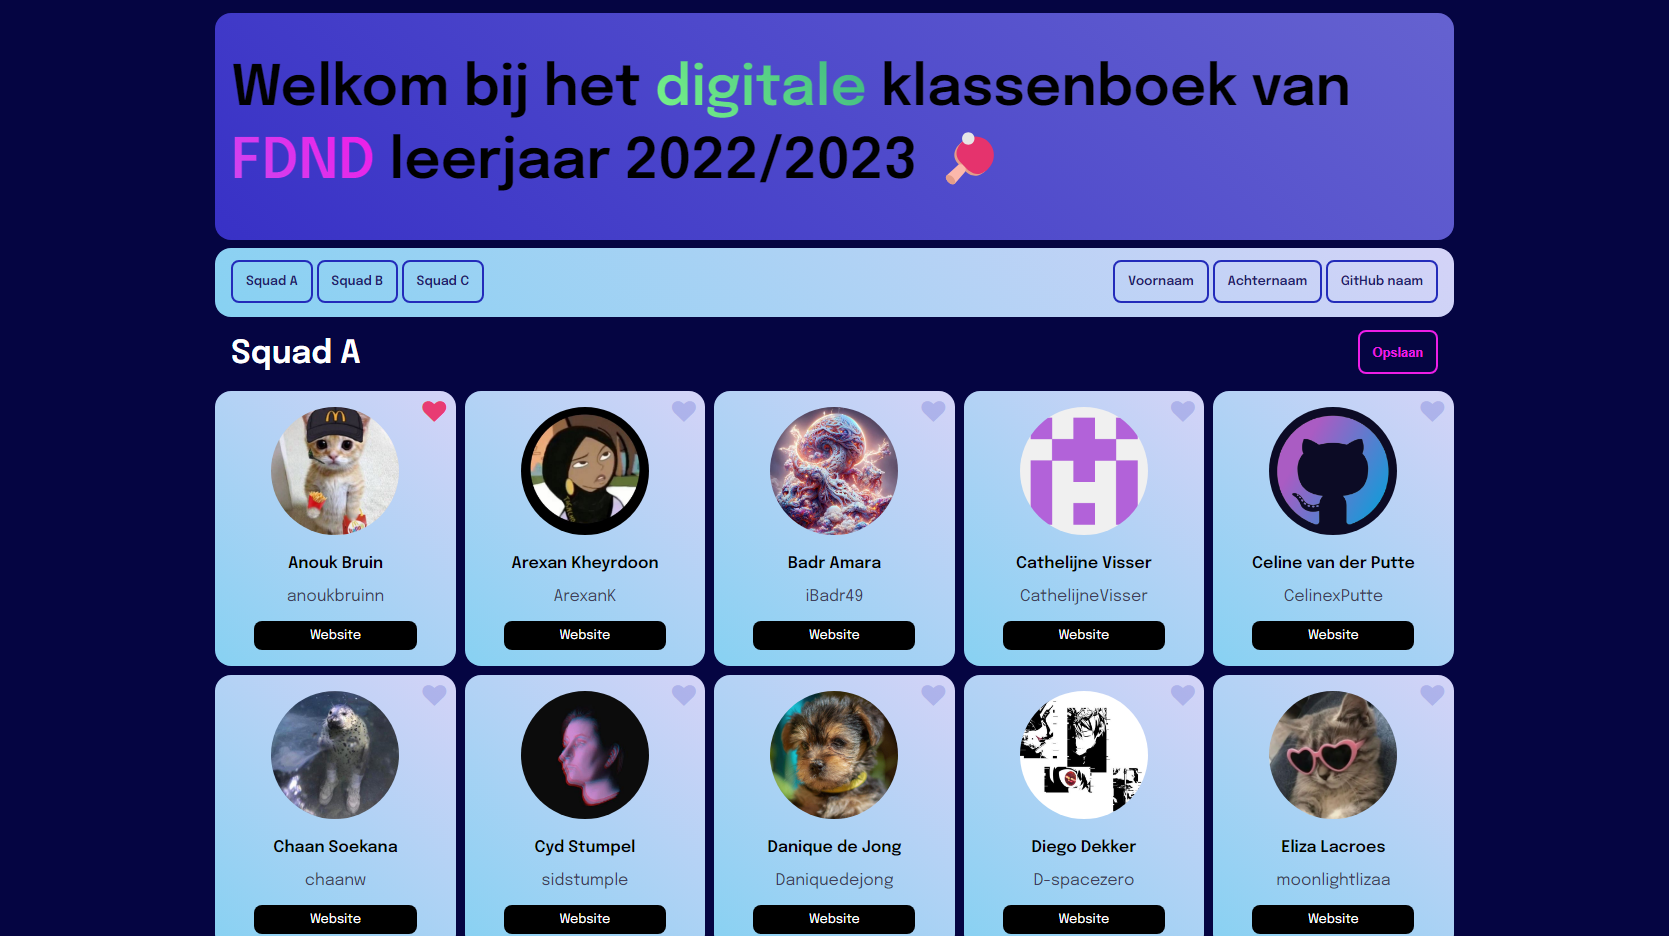 Welkom bij het digitale klassenboek van
FDND leerjaar 2022/2023
Squad A Squad B Squad C Voornaam Achternaam GitHub naam
Squad A Opslaan
Anouk Bruin Arexan Kheyrdoon Badr Amara Cathelijne Visser Celine van der Putte
anoukbruinn ArexanK iBadr49 CathelijneVisser CelinexPutte
Website Website Website Website Website
Chaan Soekana Cyd Stumpel Danique de Jong Diego Dekker Eliza Lacroes
chaanw sidstumple Daniquedejong D-spacezero moonlightlizaa
Website Website Website Website Website